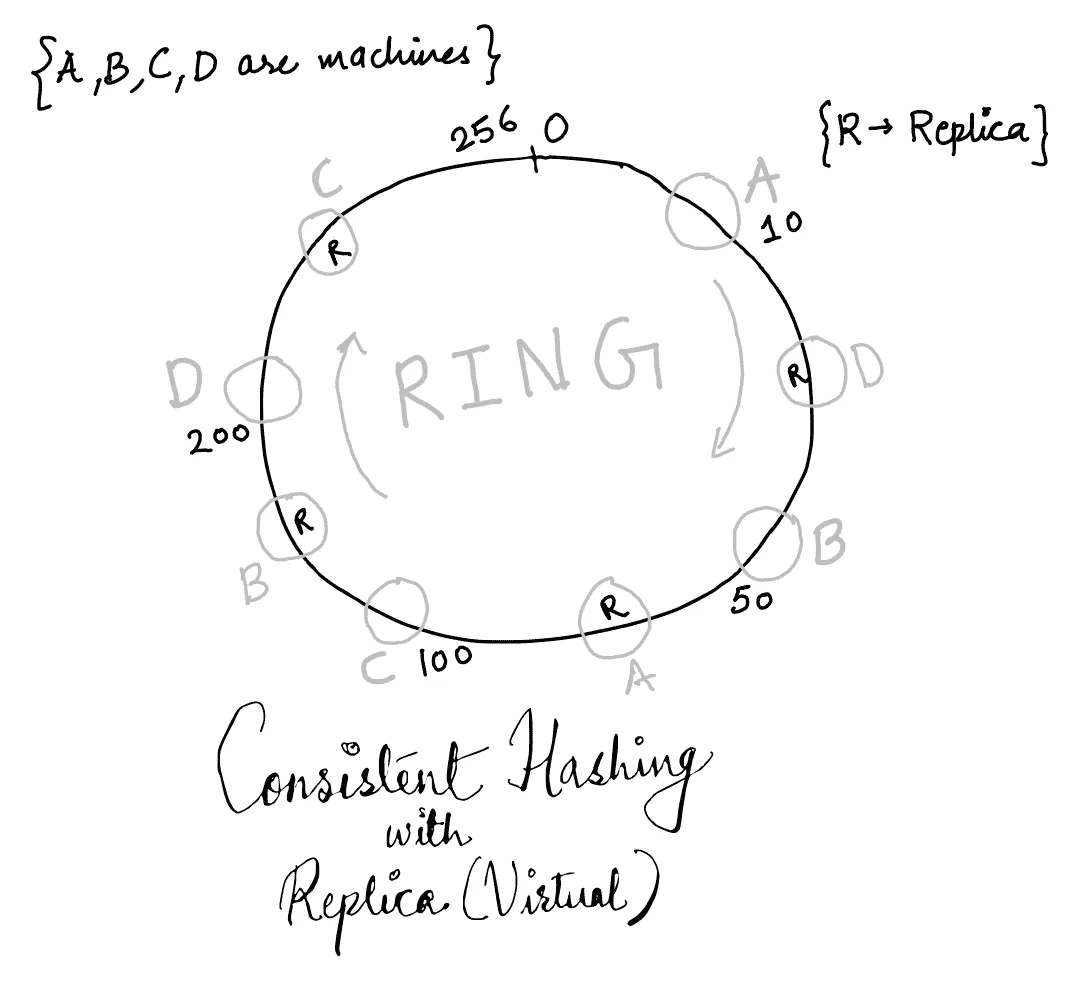 {A,B,C,D are machines}
{R→ Replica]
256 0
C
A
10
R
RING
D
200
R
D
R
B
B
50
R
C 100
A
Consistent Hashing
with
Replica (Virtual)